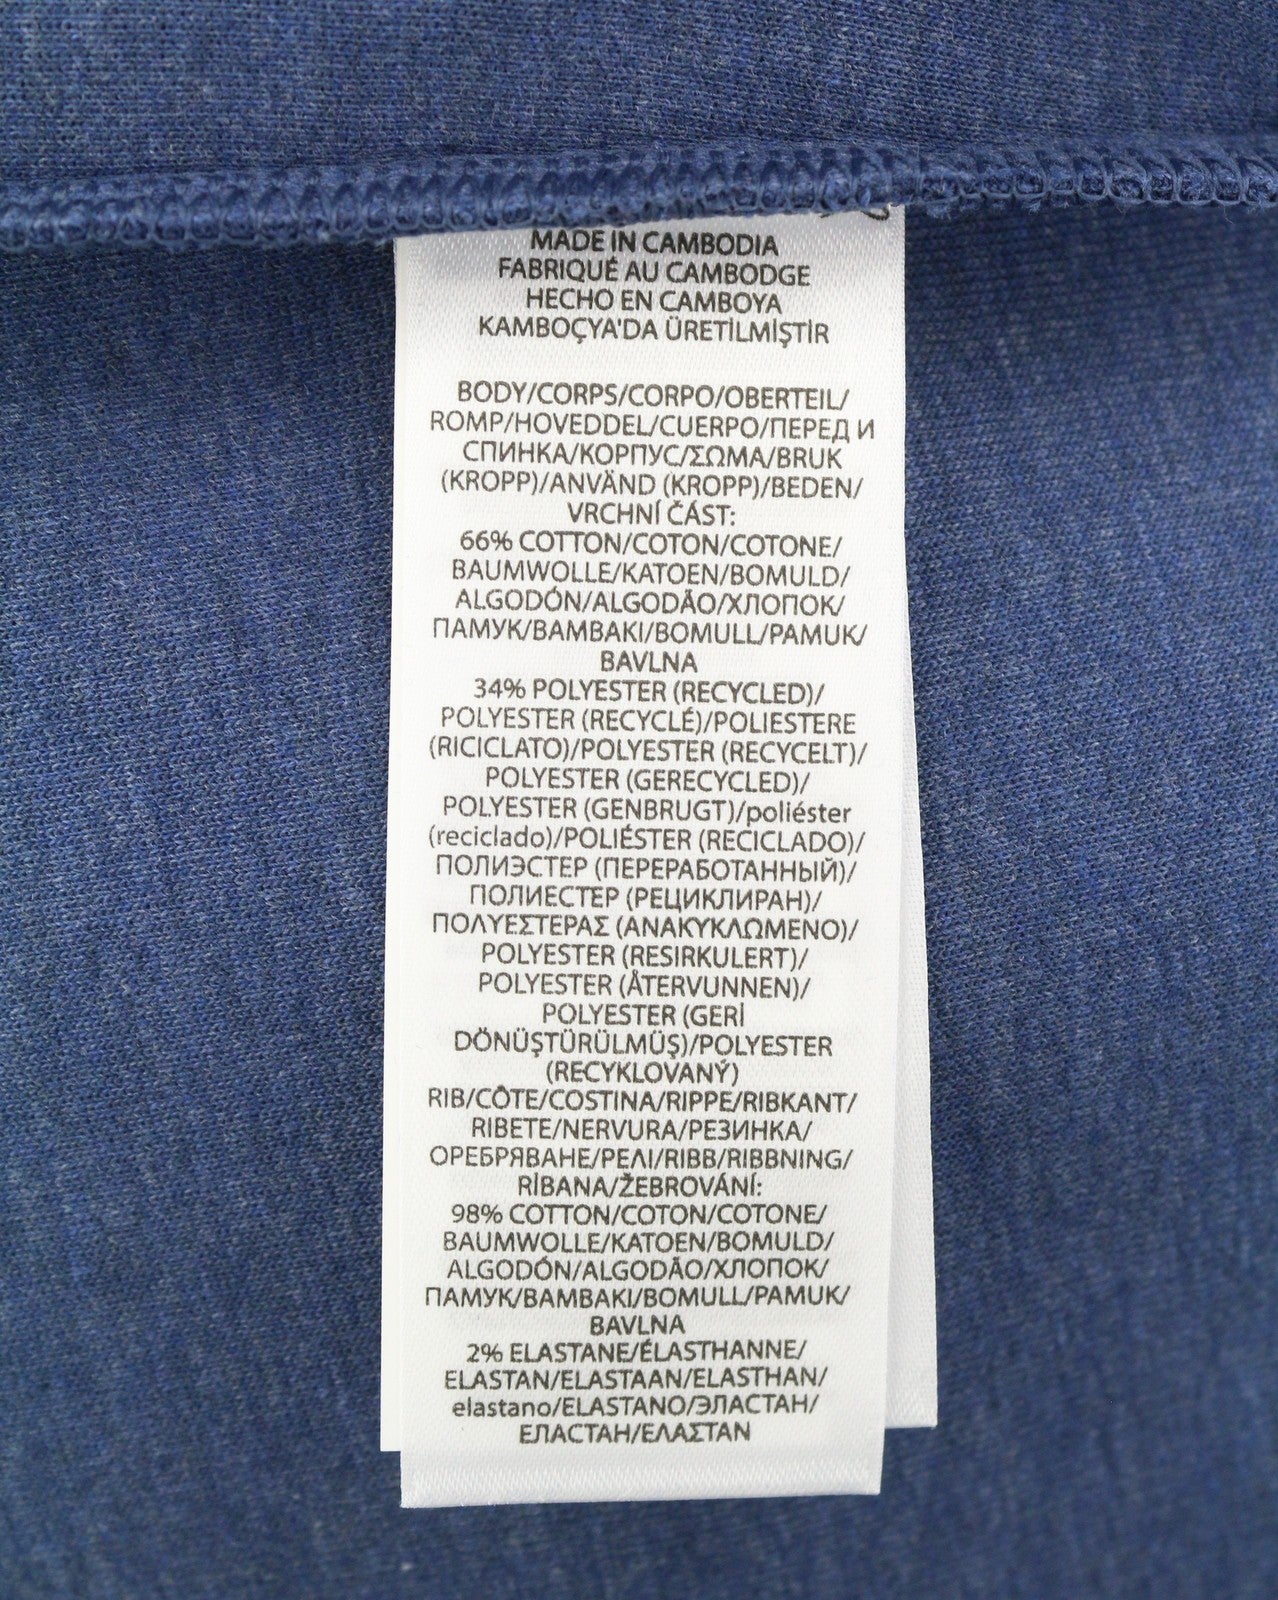 MADE IN CAMBODIA
FABRIQUÉ AU CAMBODGE
HECHO EN CAMBOYA
KAMBOÇYA'DA ÜRETİLMİŞTİR
BODY/CORPS/CORPO/OBERTEIL/
ROMP/HOVEDDEL/CUERPO/ПЕРЕД И
СПИНКА/КОРПУС/ΣΩΜΑ/BRUK
(KROPP)/ANVÄND (KROPP)/BEDEN/
VRCHNÍ ČÁST:
66% COTTON/COTON/COTONE/
BAUMWOLLE/KATOEN/BOMULD/
ALGODÓN/ALGODÃO/ХЛОПОК/
ПАМУК/ΒΑΜΒΑΚΙ/BOMULL/PAMUK/
BAVLNA
34% POLYESTER (RECYCLED)/
POLYESTER (RECYCLÉ)/POLIESTERE
(RICICLATO)/POLYESTER (RECYCELT)/
POLYESTER (GERECYCLED)/
POLYESTER (GENBRUGT)/poliéster
(reciclado)/POLIÉSTER (RECICLADO)/
ПОЛИЭСТЕР (ПЕРЕРАБОТАННЫЙ)/
ПОЛИЕСТЕР (РЕЦИКЛИРАН)/
ΠΟΛΥΕΣΤΕΡΑΣ (ΑΝΑΚΥΚΛΩΜΕΝΟ)/
POLYESTER (RESIRKULERT)/
POLYESTER (ÅTERVUNNEN)/
POLYESTER (GERİ
DÖNÜŞTÜRÜLMÜŞ)/POLYESTER
(RECYKLOVANÝ)
RIB/CÔTE/COSTINA/RIPPE/RIBKANT/
RIBETE/NERVURA/РЕЗИНКА/
ОРЕБРЯВАНЕ/ΡΕΛΙ/RIBB/RIBBNING/
RİBANA/ŽEBROVÁNÍ:
98% COTTON/COTON/COTONE/
BAUMWOLLE/KATOEN/BOMULD/
ALGODÓN/ALGODÃO/ХЛОПОК/
ПАМУК/ΒΑΜΒΑΚΙ/BOMULL/PAMUK/
BAVLNA
2% ELASTANE/ÉLASTHANNE/
ELASTAN/ELASTAAN/ELASTHAN/
elastano/ELASTANO/ЭЛАСТАН/
ЕЛАСТАН/ΕΛΑΣΤΑΝ